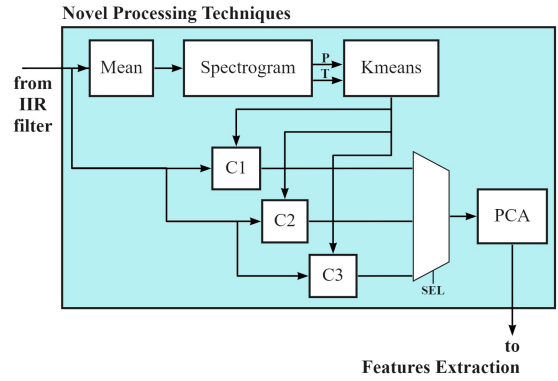 Novel Processing Techniques
Mean
Spectrogram
P
T
Kmeans
from
IIR
filter
C1
C2
C3
PCA
SEL
to
Features Extraction